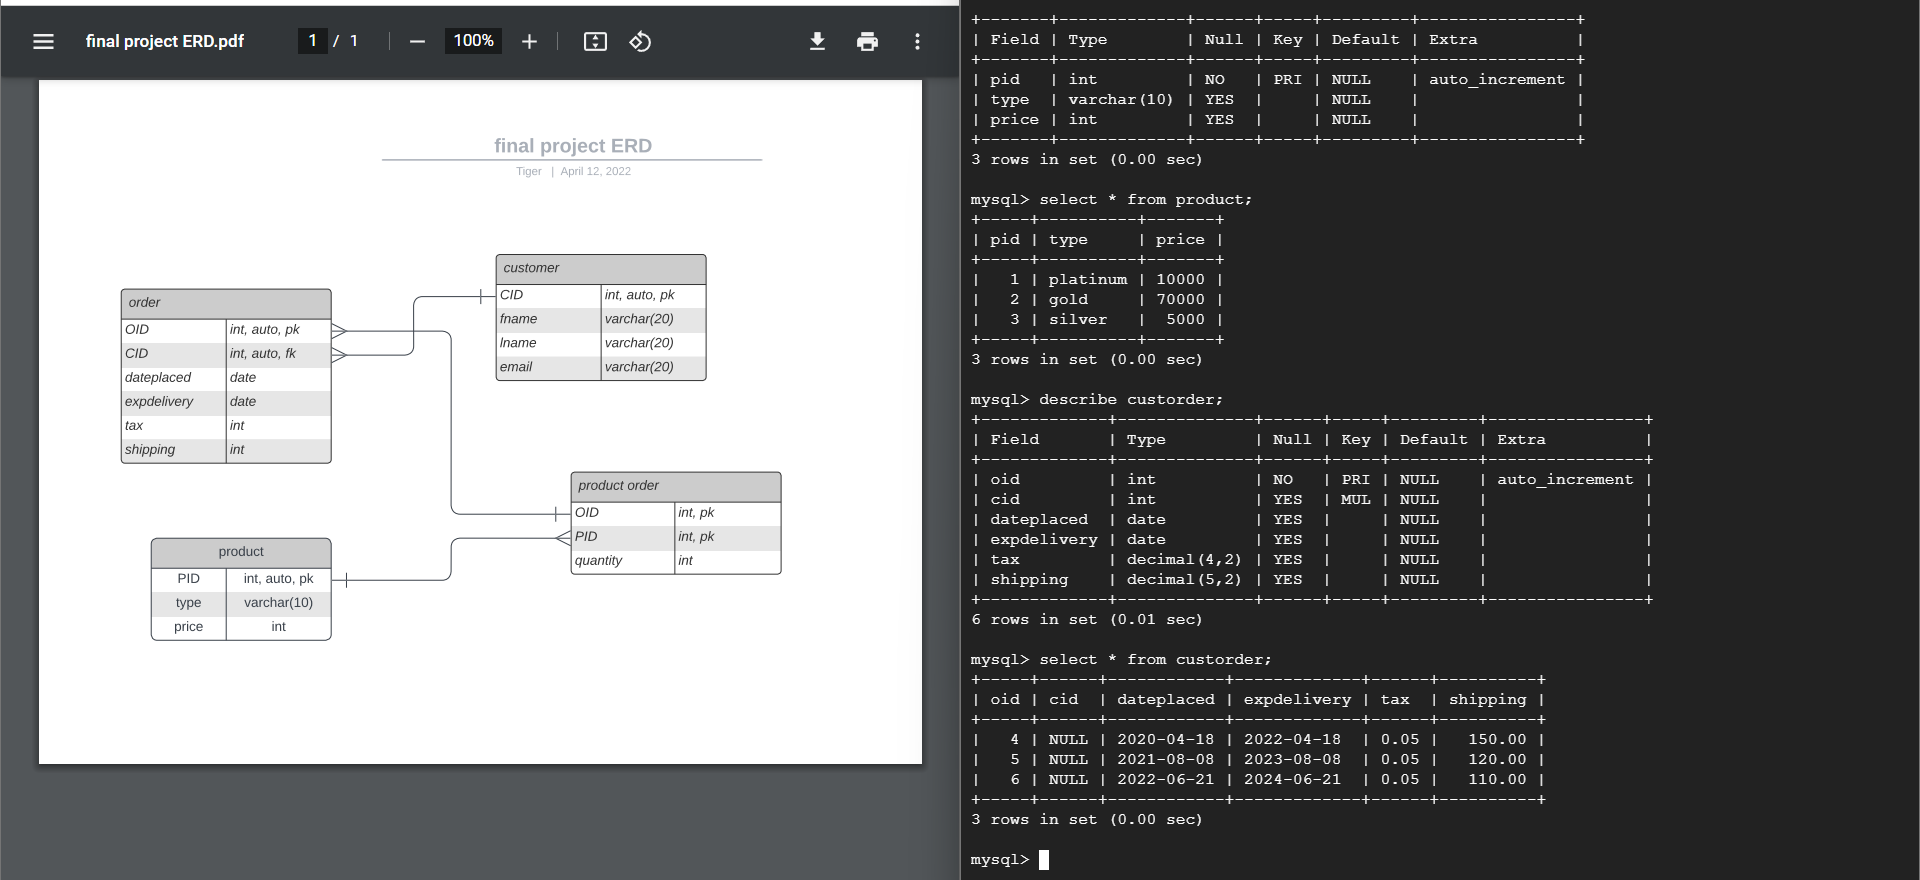 final project ERD.pdf
1 / 1
100%
final project ERD
Tiger | April 12, 2022
customer
CID int, auto, pk
fname varchar(20)
lname varchar(20)
email varchar(20)
order
OID int, auto, pk
CID int, auto, fk
dateplaced date
expdelivery date
tax int
shipping int
product order
OID int, pk
PID int, pk
quantity int
product
PID int, auto, pk
type varchar(10)
price int
+-------+-------------+------+-----+---------+----------------+
| Field | Type        | Null | Key | Default | Extra          |
+-------+-------------+------+-----+---------+----------------+
| pid   | int         | NO   | PRI | NULL    | auto_increment |
| type  | varchar(10) | YES  |     | NULL    |                |
| price | int         | YES  |     | NULL    |                |
+-------+-------------+------+-----+---------+----------------+
3 rows in set (0.00 sec)
mysql> select * from product;
+-----+----------+-------+
| pid | type     | price |
+-----+----------+-------+
|   1 | platinum | 10000 |
|   2 | gold     | 70000 |
|   3 | silver   |  5000 |
+-----+----------+-------+
3 rows in set (0.00 sec)
mysql> describe custorder;
+-------------+--------------+------+-----+---------+----------------+
| Field       | Type         | Null | Key | Default | Extra          |
+-------------+--------------+------+-----+---------+----------------+
| oid         | int          | NO   | PRI | NULL    | auto_increment |
| cid         | int          | YES  | MUL | NULL    |                |
| dateplaced  | date         | YES  |     | NULL    |                |
| expdelivery | date         | YES  |     | NULL    |                |
| tax         | decimal(4,2) | YES  |     | NULL    |                |
| shipping    | decimal(5,2) | YES  |     | NULL    |                |
+-------------+--------------+------+-----+---------+----------------+
6 rows in set (0.01 sec)
mysql> select * from custorder;
+-----+------+------------+-------------+------+----------+
| oid | cid  | dateplaced | expdelivery | tax  | shipping |
+-----+------+------------+-------------+------+----------+
|   4 | NULL | 2020-04-18 | 2022-04-18  | 0.05 |   150.00 |
|   5 | NULL | 2021-08-08 | 2023-08-08  | 0.05 |   120.00 |
|   6 | NULL | 2022-06-21 | 2024-06-21  | 0.05 |   110.00 |
+-----+------+------------+-------------+------+----------+
3 rows in set (0.00 sec)
mysql>